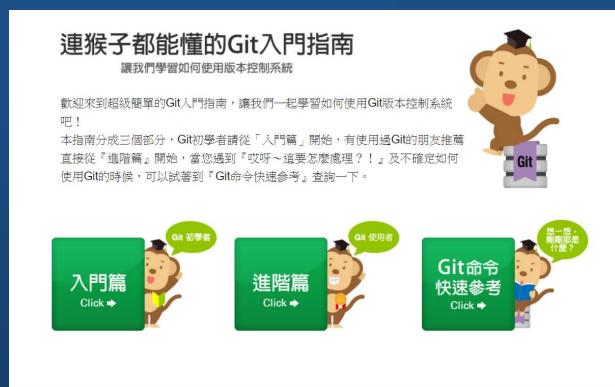 連猴子都能懂的Git入門指南
讓我們學習如何使用版本控制系統
歡迎來到超級簡單的Git入門指南，讓我們一起學習如何使用Git版本控制系統
吧！
本指南分成三個部分，Git初學者請從「入門篇」開始，有使用過Git的朋友推薦
直接從『進階篇』開始，當您遇到『哎呀～這要怎麼處理？！』及不確定如何
使用Git的時候，可以試著到『Git命令快速參考』查詢一下。
Git
Git 初學者
入門篇
Click ➡
Git 使用者
進階篇
Click ➡
想一想，
剛剛那是
什麼？
Git命令
快速參考
Click ➡